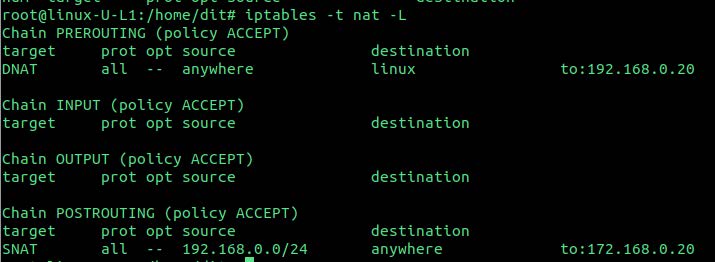 root@linux-U-L1:/home/dit# iptables -t nat -L
Chain PREROUTING (policy ACCEPT)
target     prot opt source               destination
DNAT       all  --  anywhere             linux                to:192.168.0.20

Chain INPUT (policy ACCEPT)
target     prot opt source               destination

Chain OUTPUT (policy ACCEPT)
target     prot opt source               destination

Chain POSTROUTING (policy ACCEPT)
target     prot opt source               destination
SNAT       all  --  192.168.0.0/24       anywhere             to:172.168.0.20